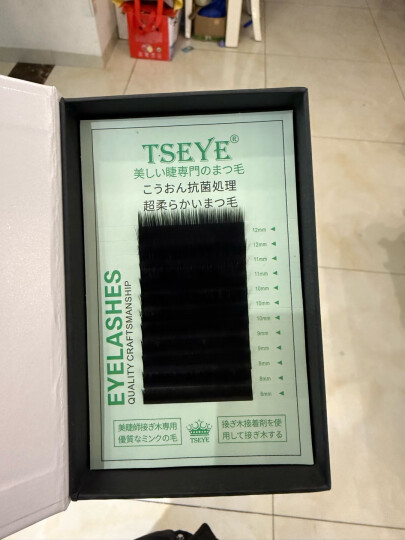 TSEYE®
美しい睫専門のまつ毛
こうおん抗菌処理
超柔らかいまつ毛
EYELASHES
QUALITY CRAFTSMANSHIP
12mm
12mm
11mm
11mm
10mm
10mm
10mm
9mm
9mm
8mm
8mm
美睫師接ぎ木専用
優質なミンクの毛
TSEYE
接ぎ木接着剤を使
用して接ぎ木する